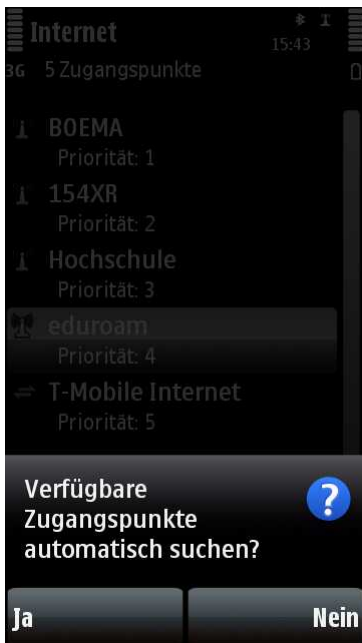 Internet
15:43
3G 5 Zugangspunkte
BOEMA
Priorität: 1
154XR
Priorität: 2
Hochschule
Priorität: 3
eduroam
Priorität: 4
T-Mobile Internet
Priorität: 5
Verfügbare
Zugangspunkte
automatisch suchen?
Ja
Nein